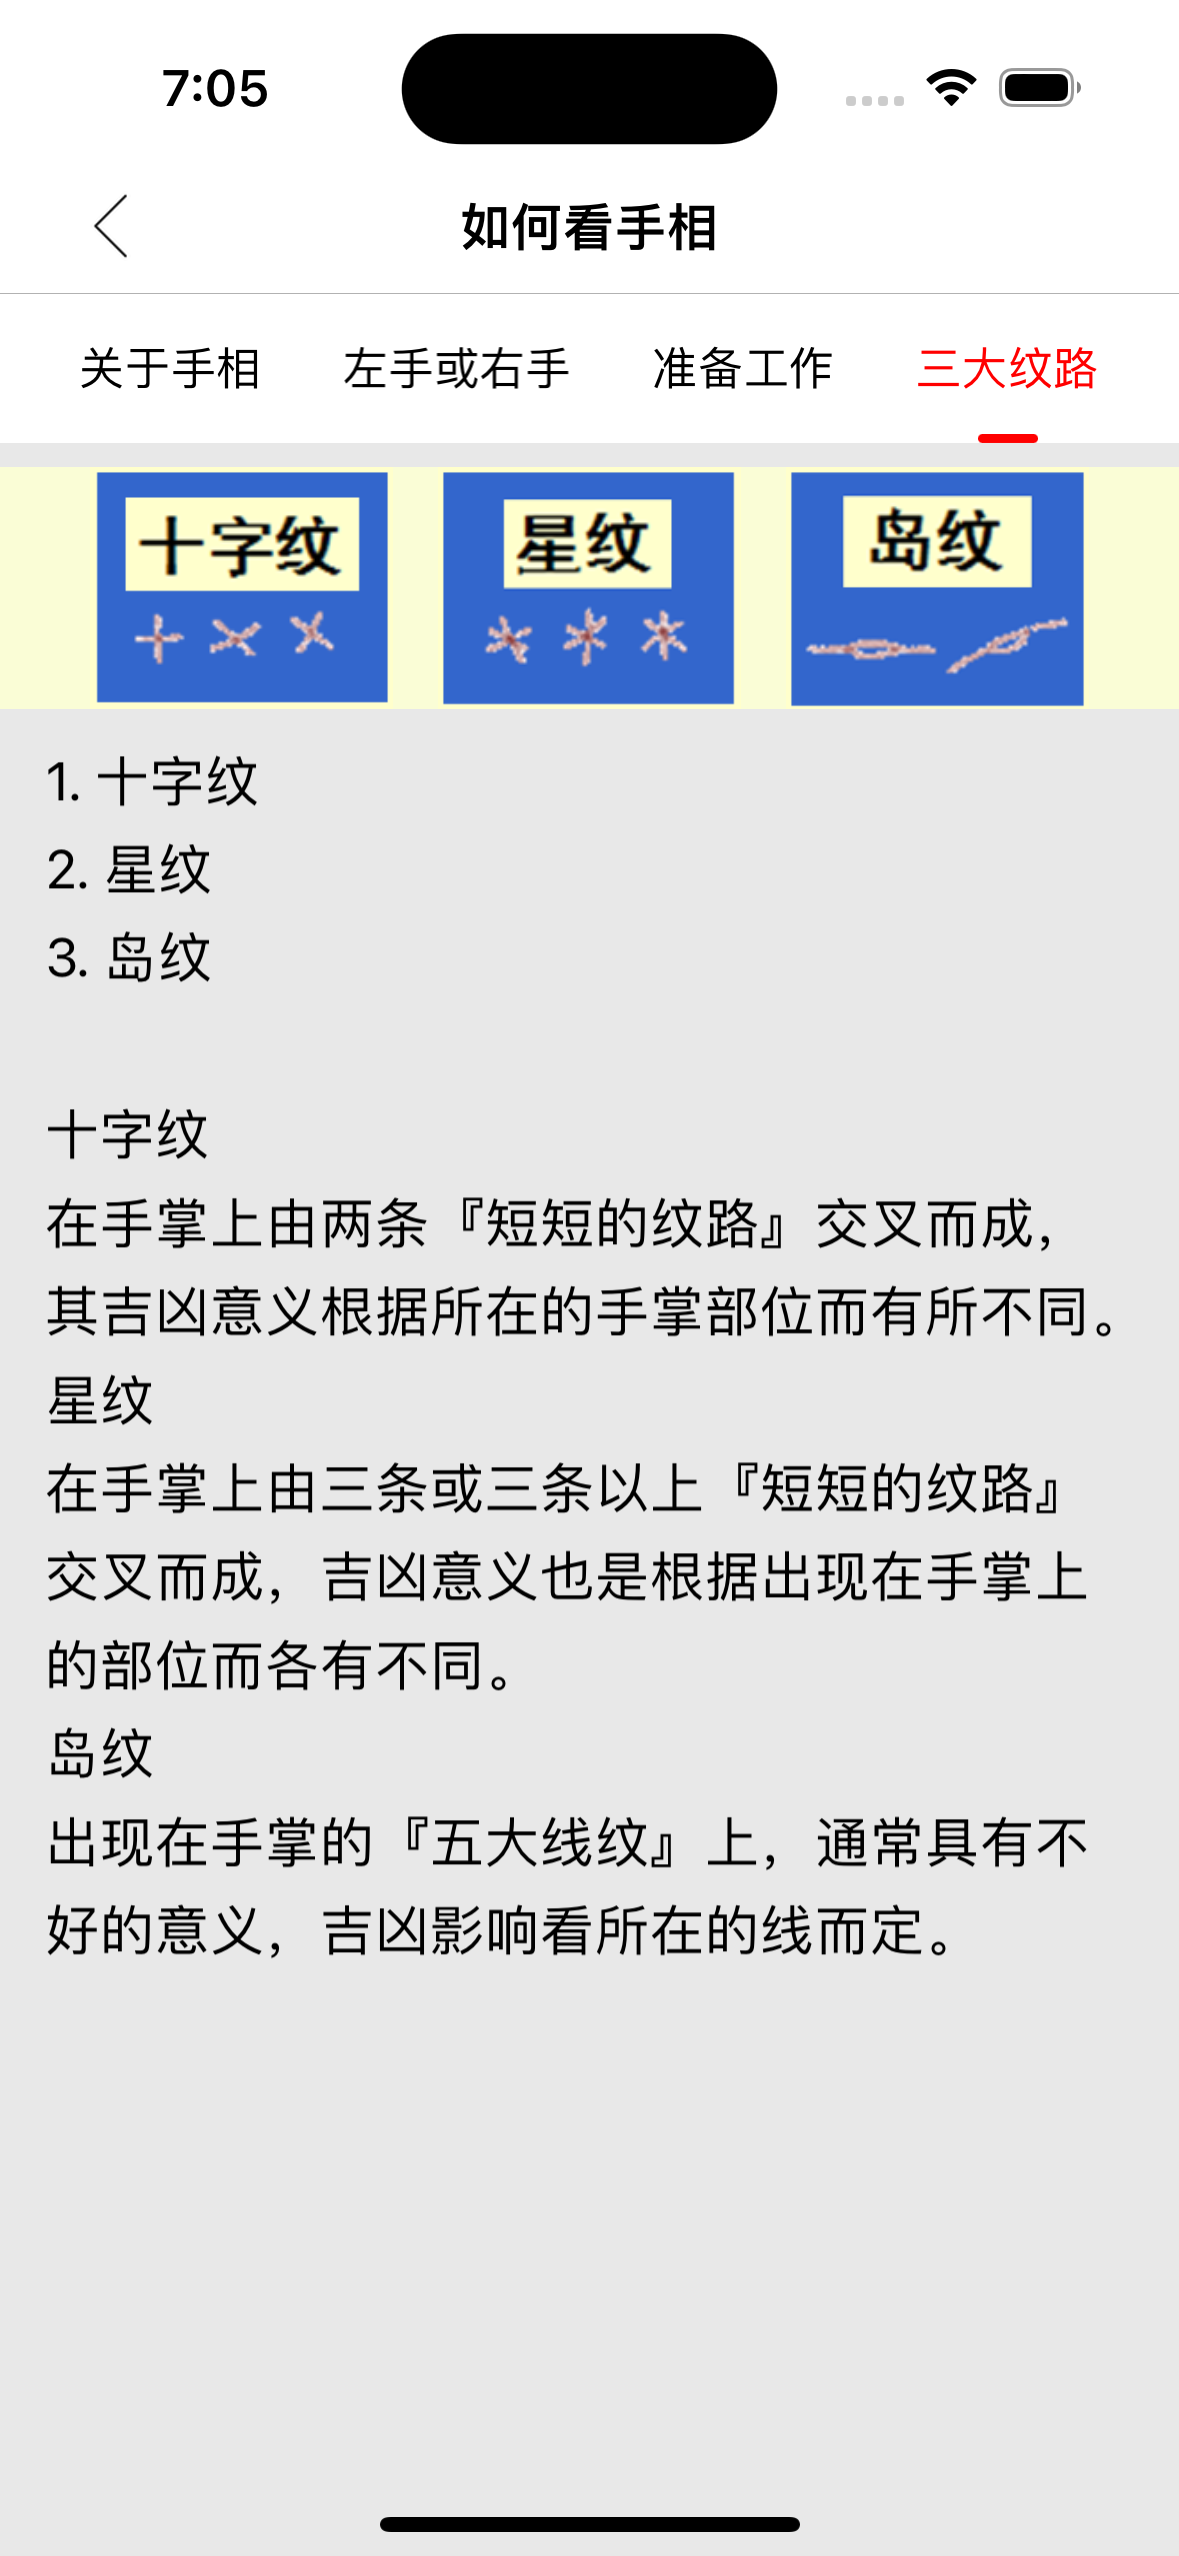 7:05
如何看手相
关于手相 左手或右手 准备工作 三大纹路
十字纹 星纹 岛纹
1. 十字纹
2. 星纹
3. 岛纹
十字纹
在手掌上由两条『短短的纹路』交叉而成，
其吉凶意义根据所在的手掌部位而有所不同。
星纹
在手掌上由三条或三条以上『短短的纹路』
交叉而成，吉凶意义也是根据出现在手掌上
的部位而各有不同。
岛纹
出现在手掌的『五大线纹』上，通常具有不
好的意义，吉凶影响看所在的线而定。